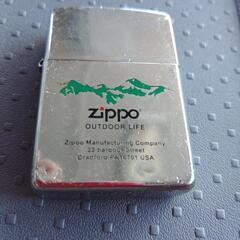 zippo
OUTDOOR LIFE
Zippo Manufacturing Company
33 barbour street
Bradford PA 16701 USA